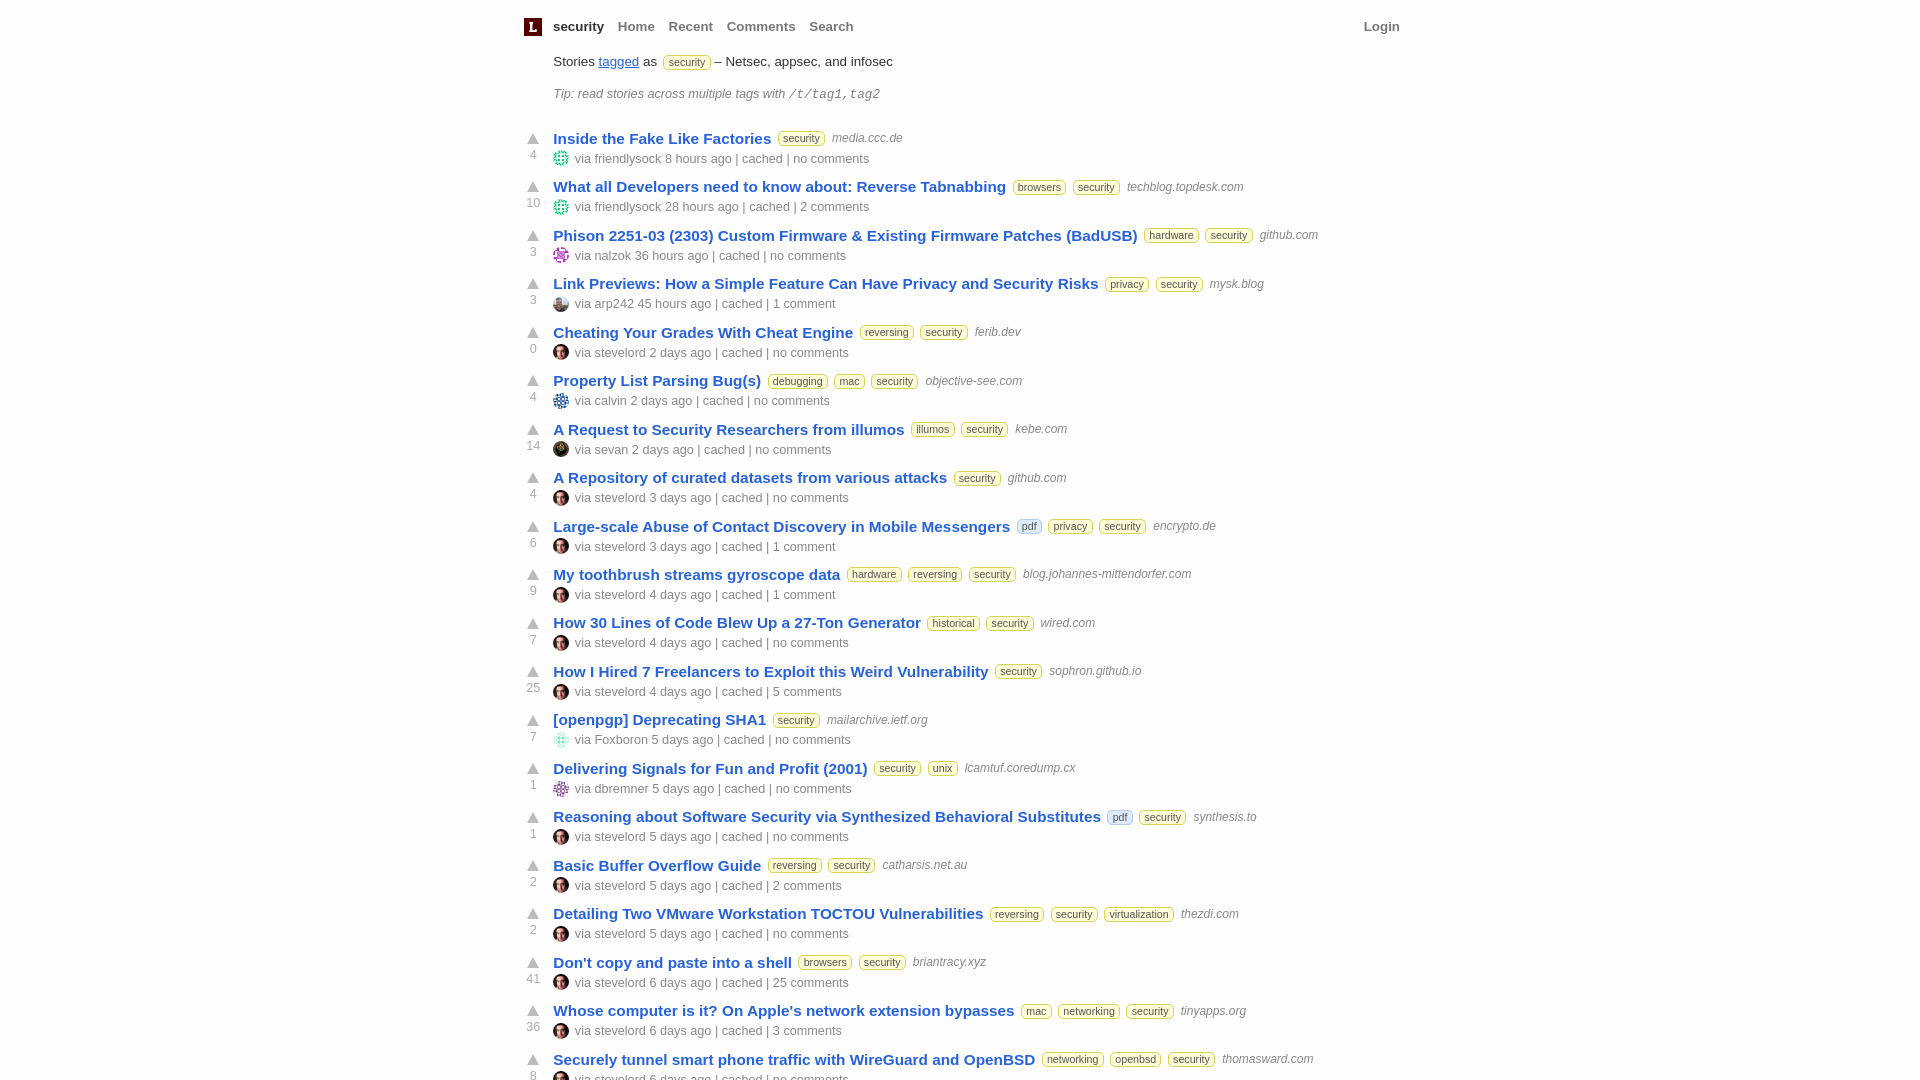 L security Home Recent Comments Search Login
Stories tagged as security – Netsec, appsec, and infosec
Tip: read stories across multiple tags with /t/tag1,tag2
Inside the Fake Like Factories security media.ccc.de
4 via friendlysock 8 hours ago | cached | no comments
What all Developers need to know about: Reverse Tabnabbing browsers security techblog.topdesk.com
10 via friendlysock 28 hours ago | cached | 2 comments
Phison 2251-03 (2303) Custom Firmware & Existing Firmware Patches (BadUSB) hardware security github.com
3 via nalzok 36 hours ago | cached | no comments
Link Previews: How a Simple Feature Can Have Privacy and Security Risks privacy security mysk.blog
3 via arp242 45 hours ago | cached | 1 comment
Cheating Your Grades With Cheat Engine reversing security ferib.dev
0 via stevelord 2 days ago | cached | no comments
Property List Parsing Bug(s) debugging mac security objective-see.com
4 via calvin 2 days ago | cached | no comments
A Request to Security Researchers from illumos illumos security kebe.com
14 via sevan 2 days ago | cached | no comments
A Repository of curated datasets from various attacks security github.com
4 via stevelord 3 days ago | cached | no comments
Large-scale Abuse of Contact Discovery in Mobile Messengers pdf privacy security encrypto.de
6 via stevelord 3 days ago | cached | 1 comment
My toothbrush streams gyroscope data hardware reversing security blog.johannes-mittendorfer.com
9 via stevelord 4 days ago | cached | 1 comment
How 30 Lines of Code Blew Up a 27-Ton Generator historical security wired.com
7 via stevelord 4 days ago | cached | no comments
How I Hired 7 Freelancers to Exploit this Weird Vulnerability security sophron.github.io
25 via stevelord 4 days ago | cached | 5 comments
[openpgp] Deprecating SHA1 security mailarchive.ietf.org
7 via Foxboron 5 days ago | cached | no comments
Delivering Signals for Fun and Profit (2001) security unix lcamtuf.coredump.cx
1 via dbremner 5 days ago | cached | no comments
Reasoning about Software Security via Synthesized Behavioral Substitutes pdf security synthesis.to
1 via stevelord 5 days ago | cached | no comments
Basic Buffer Overflow Guide reversing security catharsis.net.au
2 via stevelord 5 days ago | cached | 2 comments
Detailing Two VMware Workstation TOCTOU Vulnerabilities reversing security virtualization thezdi.com
2 via stevelord 5 days ago | cached | no comments
Don't copy and paste into a shell browsers security briantracy.xyz
41 via stevelord 6 days ago | cached | 25 comments
Whose computer is it? On Apple's network extension bypasses mac networking security tinyapps.org
36 via stevelord 6 days ago | cached | 3 comments
Securely tunnel smart phone traffic with WireGuard and OpenBSD networking openbsd security thomasward.com
8 via stevelord 6 days ago | cached | no comments